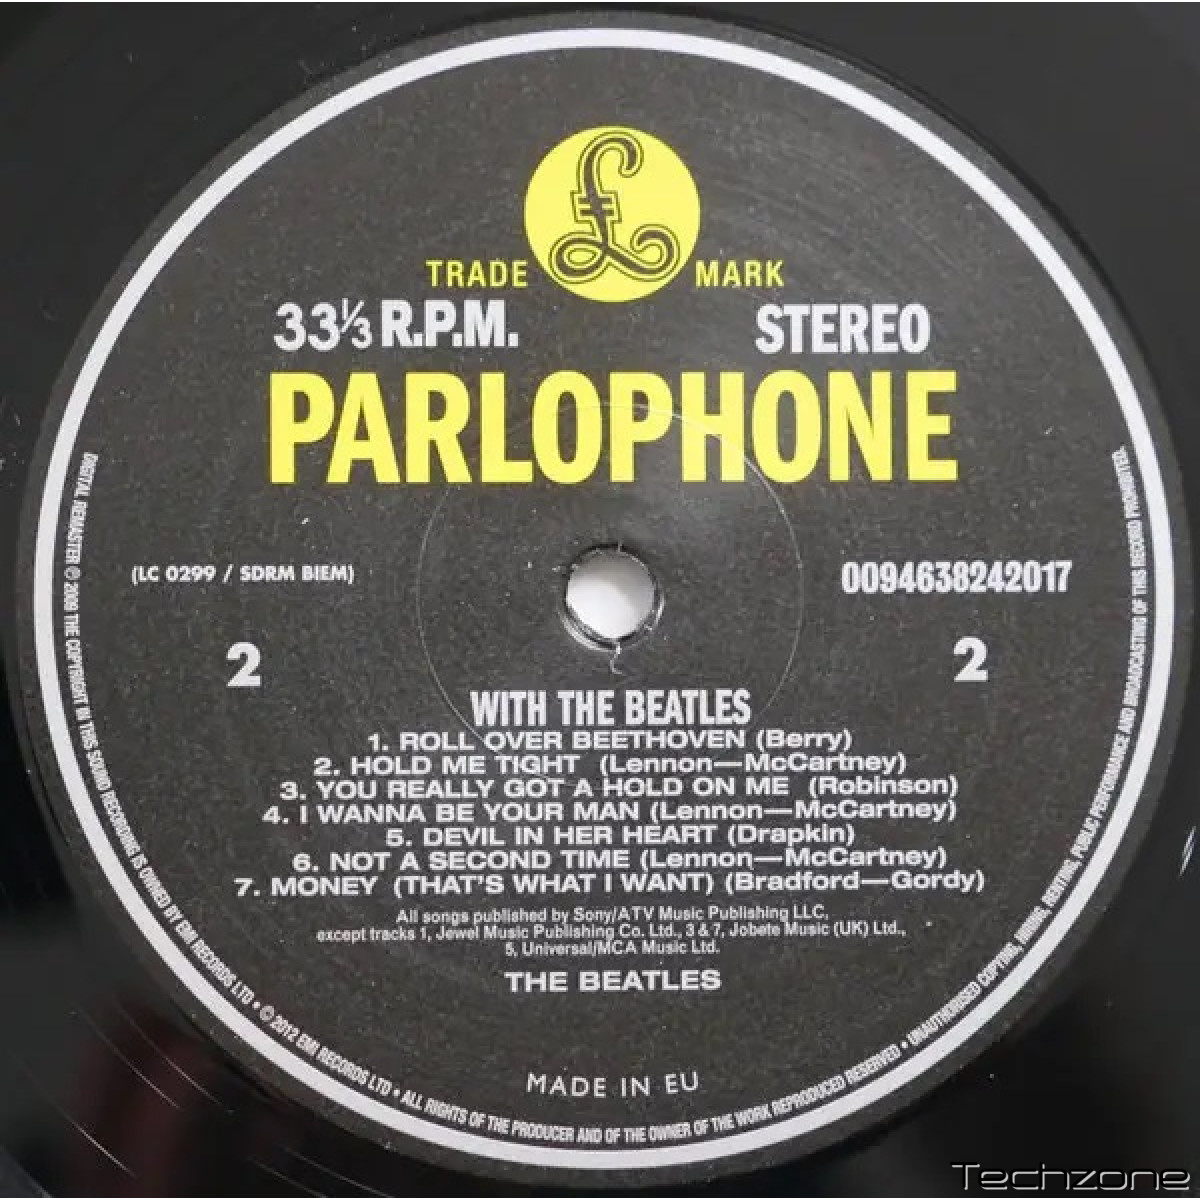 TRADE £ MARK
33⅓ R.P.M. STEREO
PARLOPHONE
(LC 0299 / SDRM BIEM) 0094638242017
2 2
WITH THE BEATLES
1. ROLL OVER BEETHOVEN (Berry)
2. HOLD ME TIGHT (Lennon—McCartney)
3. YOU REALLY GOT A HOLD ON ME (Robinson)
4. I WANNA BE YOUR MAN (Lennon—McCartney)
5. DEVIL IN HER HEART (Drapkin)
6. NOT A SECOND TIME (Lennon—McCartney)
7. MONEY (THAT'S WHAT I WANT) (Bradford—Gordy)
All songs published by Sony/ATV Music Publishing LLC,
except tracks 1, Jewel Music Publishing Co. Ltd., 3 & 7, Jobete Music (UK) Ltd.,
5, Universal/MCA Music Ltd.
THE BEATLES
MADE IN EU
DIGITAL REMASTER ℗ 2009 THE COPYRIGHT IN THIS SOUND RECORDING IS OWNED BY EMI RECORDS LTD • © 2012 EMI RECORDS LTD • ALL RIGHTS OF THE PRODUCER AND OF THE OWNER OF THE WORK REPRODUCED RESERVED • UNAUTHORISED COPYING, HIRING, RENTING, PUBLIC PERFORMANCE AND BROADCASTING OF THIS RECORD PROHIBITED.
Techzone